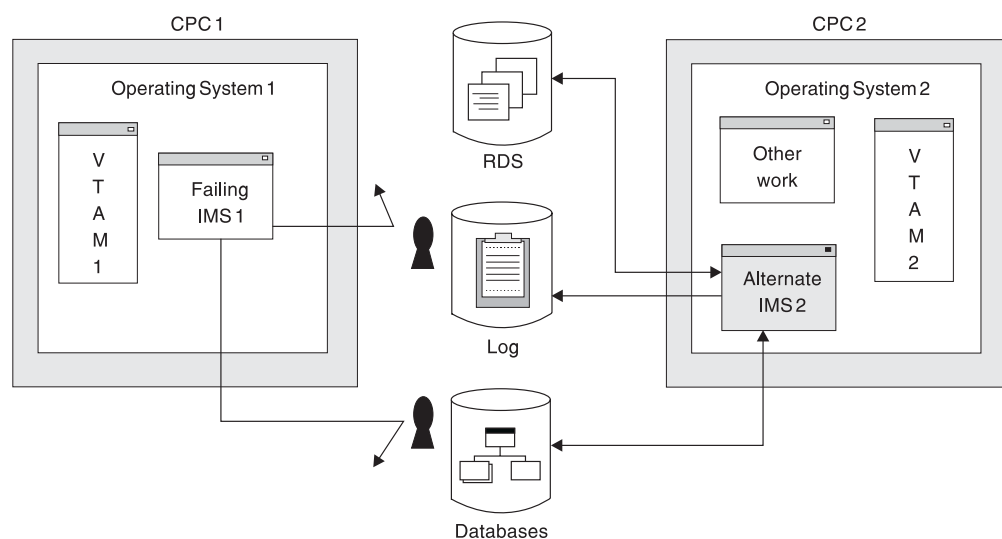 CPC 1
Operating System 1
V
T
A
M
1
Failing
IMS 1
RDS
Log
Databases
CPC 2
Operating System 2
Other
work
V
T
A
M
2
Alternate
IMS 2